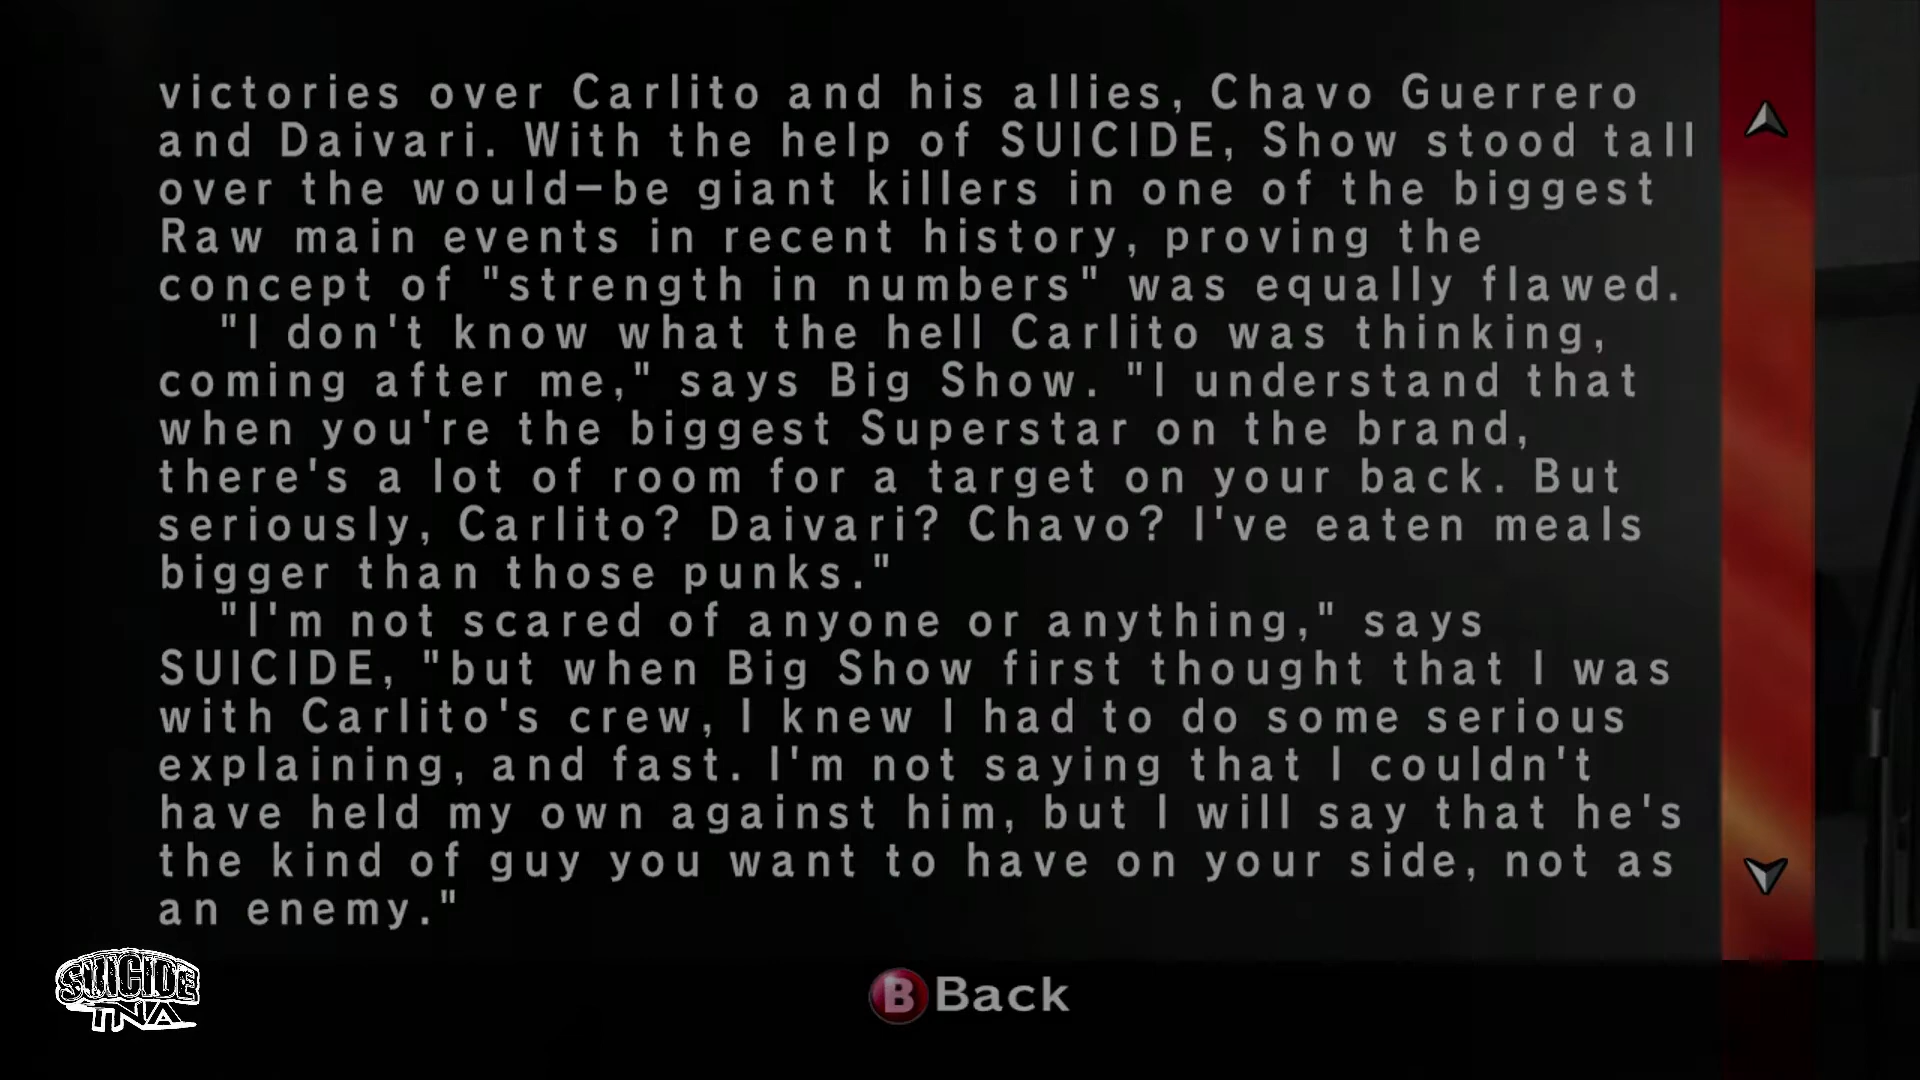 victories over Carlito and his allies, Chavo Guerrero
and Daivari. With the help of SUICIDE, Show stood tall
over the would-be giant killers in one of the biggest
Raw main events in recent history, proving the
concept of "strength in numbers" was equally flawed.
"I don't know what the hell Carlito was thinking,
coming after me," says Big Show. "I understand that
when you're the biggest Superstar on the brand,
there's a lot of room for a target on your back. But
seriously, Carlito? Daivari? Chavo? I've eaten meals
bigger than those punks."
"I'm not scared of anyone or anything," says
SUICIDE, "but when Big Show first thought that I was
with Carlito's crew, I knew I had to do some serious
explaining, and fast. I'm not saying that I couldn't
have held my own against him, but I will say that he's
the kind of guy you want to have on your side, not as
an enemy."
SUICIDE
TNA
B Back